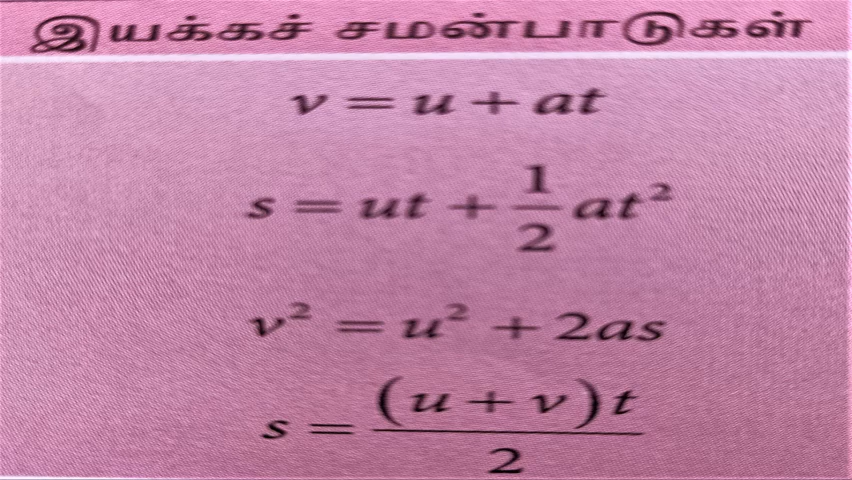 இயக்கச் சமன்பாடுகள்
v = u + at
s = ut + 1/2 at²
v² = u² + 2as
s = (u + v)t / 2